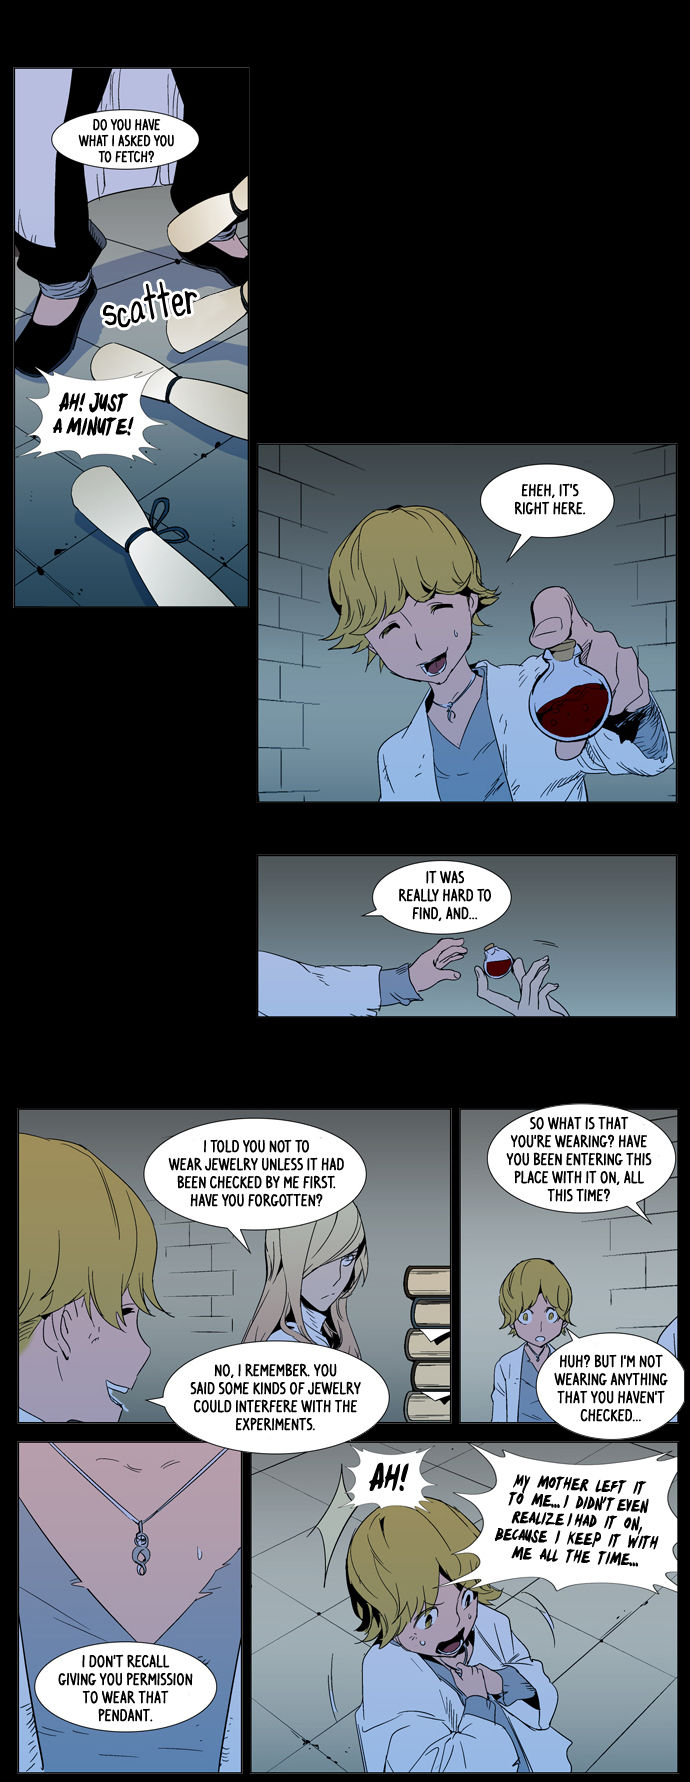 DO YOU HAVE
WHAT I ASKED YOU
TO FETCH?
scatter
AH! JUST
A MINUTE!
EHEH, IT'S
RIGHT HERE.
IT WAS
REALLY HARD TO
FIND, AND...
I TOLD YOU NOT TO
WEAR JEWELRY UNLESS IT HAD
BEEN CHECKED BY ME FIRST.
HAVE YOU FORGOTTEN?
NO, I REMEMBER. YOU
SAID SOME KINDS OF JEWELRY
COULD INTERFERE WITH THE
EXPERIMENTS.
SO WHAT IS THAT
YOU'RE WEARING? HAVE
YOU BEEN ENTERING THIS
PLACE WITH IT ON, ALL
THIS TIME?
HUH? BUT I'M NOT
WEARING ANYTHING
THAT YOU HAVEN'T
CHECKED...
I DON'T RECALL
GIVING YOU PERMISSION
TO WEAR THAT
PENDANT.
AH!
MY MOTHER LEFT IT
TO ME... I DIDN'T EVEN
REALIZE I HAD IT ON,
BECAUSE I KEEP IT WITH
ME ALL THE TIME...